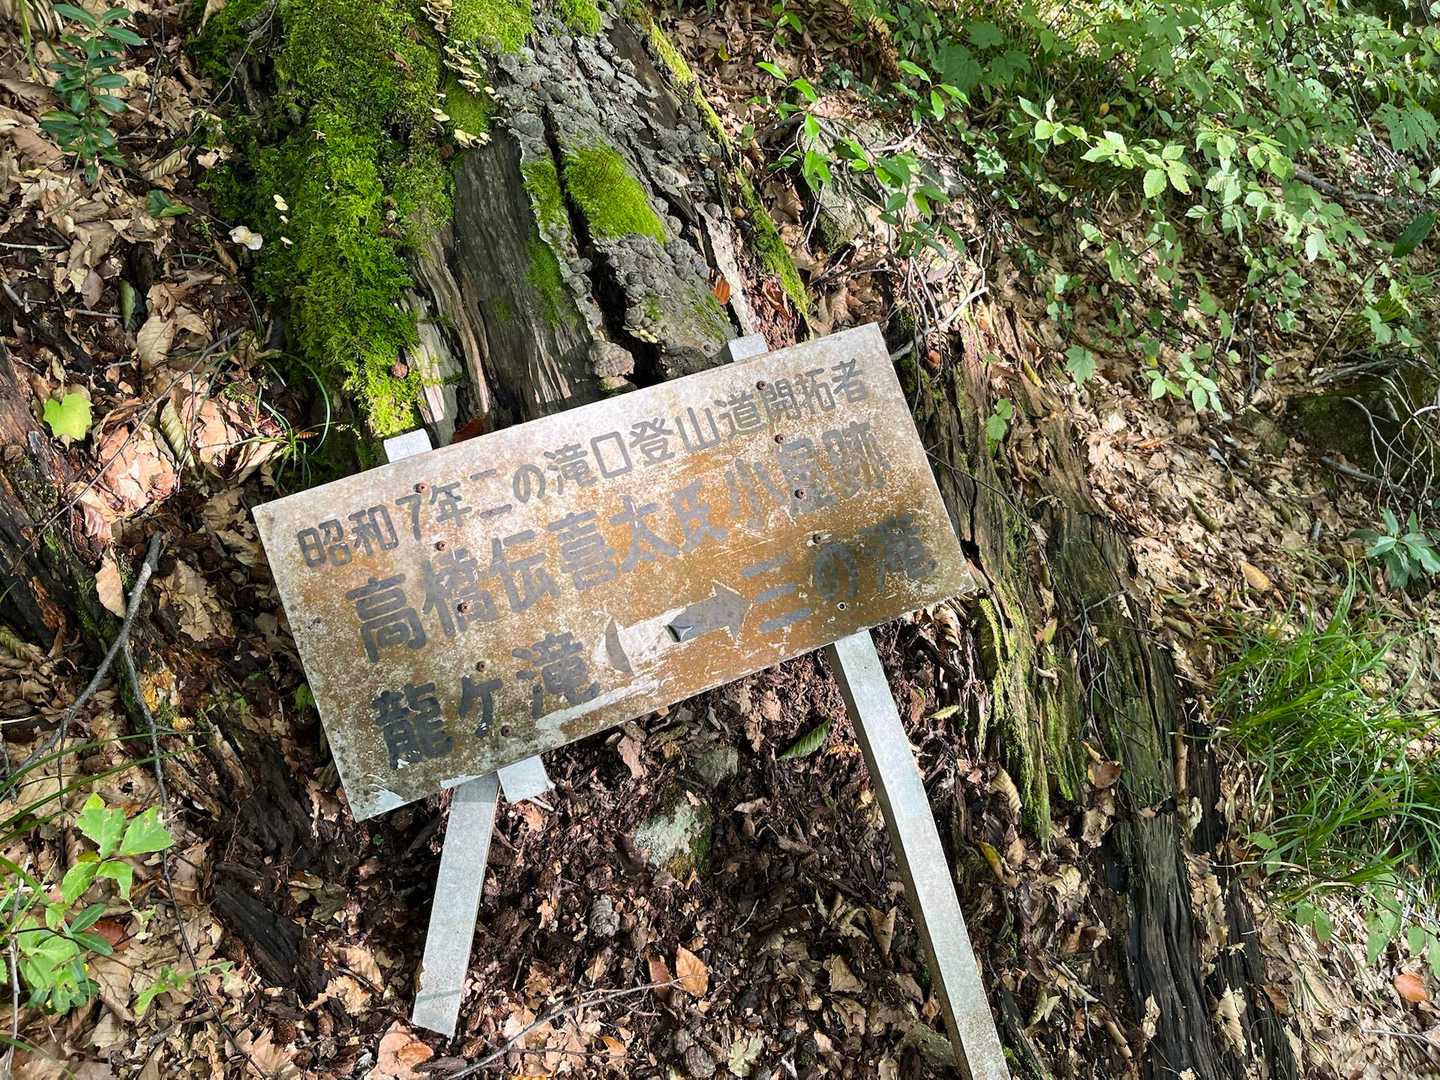 昭和7年二の滝口登山道開拓者
高橋伝喜太氏小屋跡
龍ケ滝 ↔ 三の滝